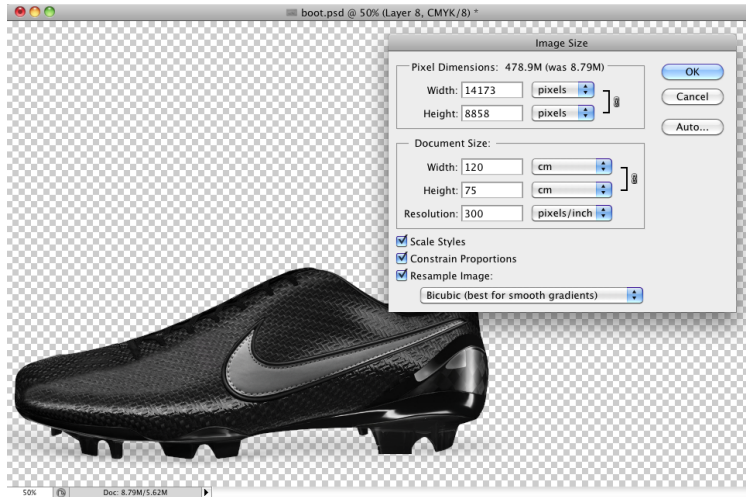 boot.psd @ 50% (Layer 8, CMYK/8) *
Image Size
Pixel Dimensions: 478.9M (was 8.79M)
Width: 14173 pixels
Height: 8858 pixels
Document Size:
Width: 120 cm
Height: 75 cm
Resolution: 300 pixels/inch
Scale Styles
Constrain Proportions
Resample Image:
Bicubic (best for smooth gradients)
OK
Cancel
Auto...
50% Doc: 8.79M/5.62M